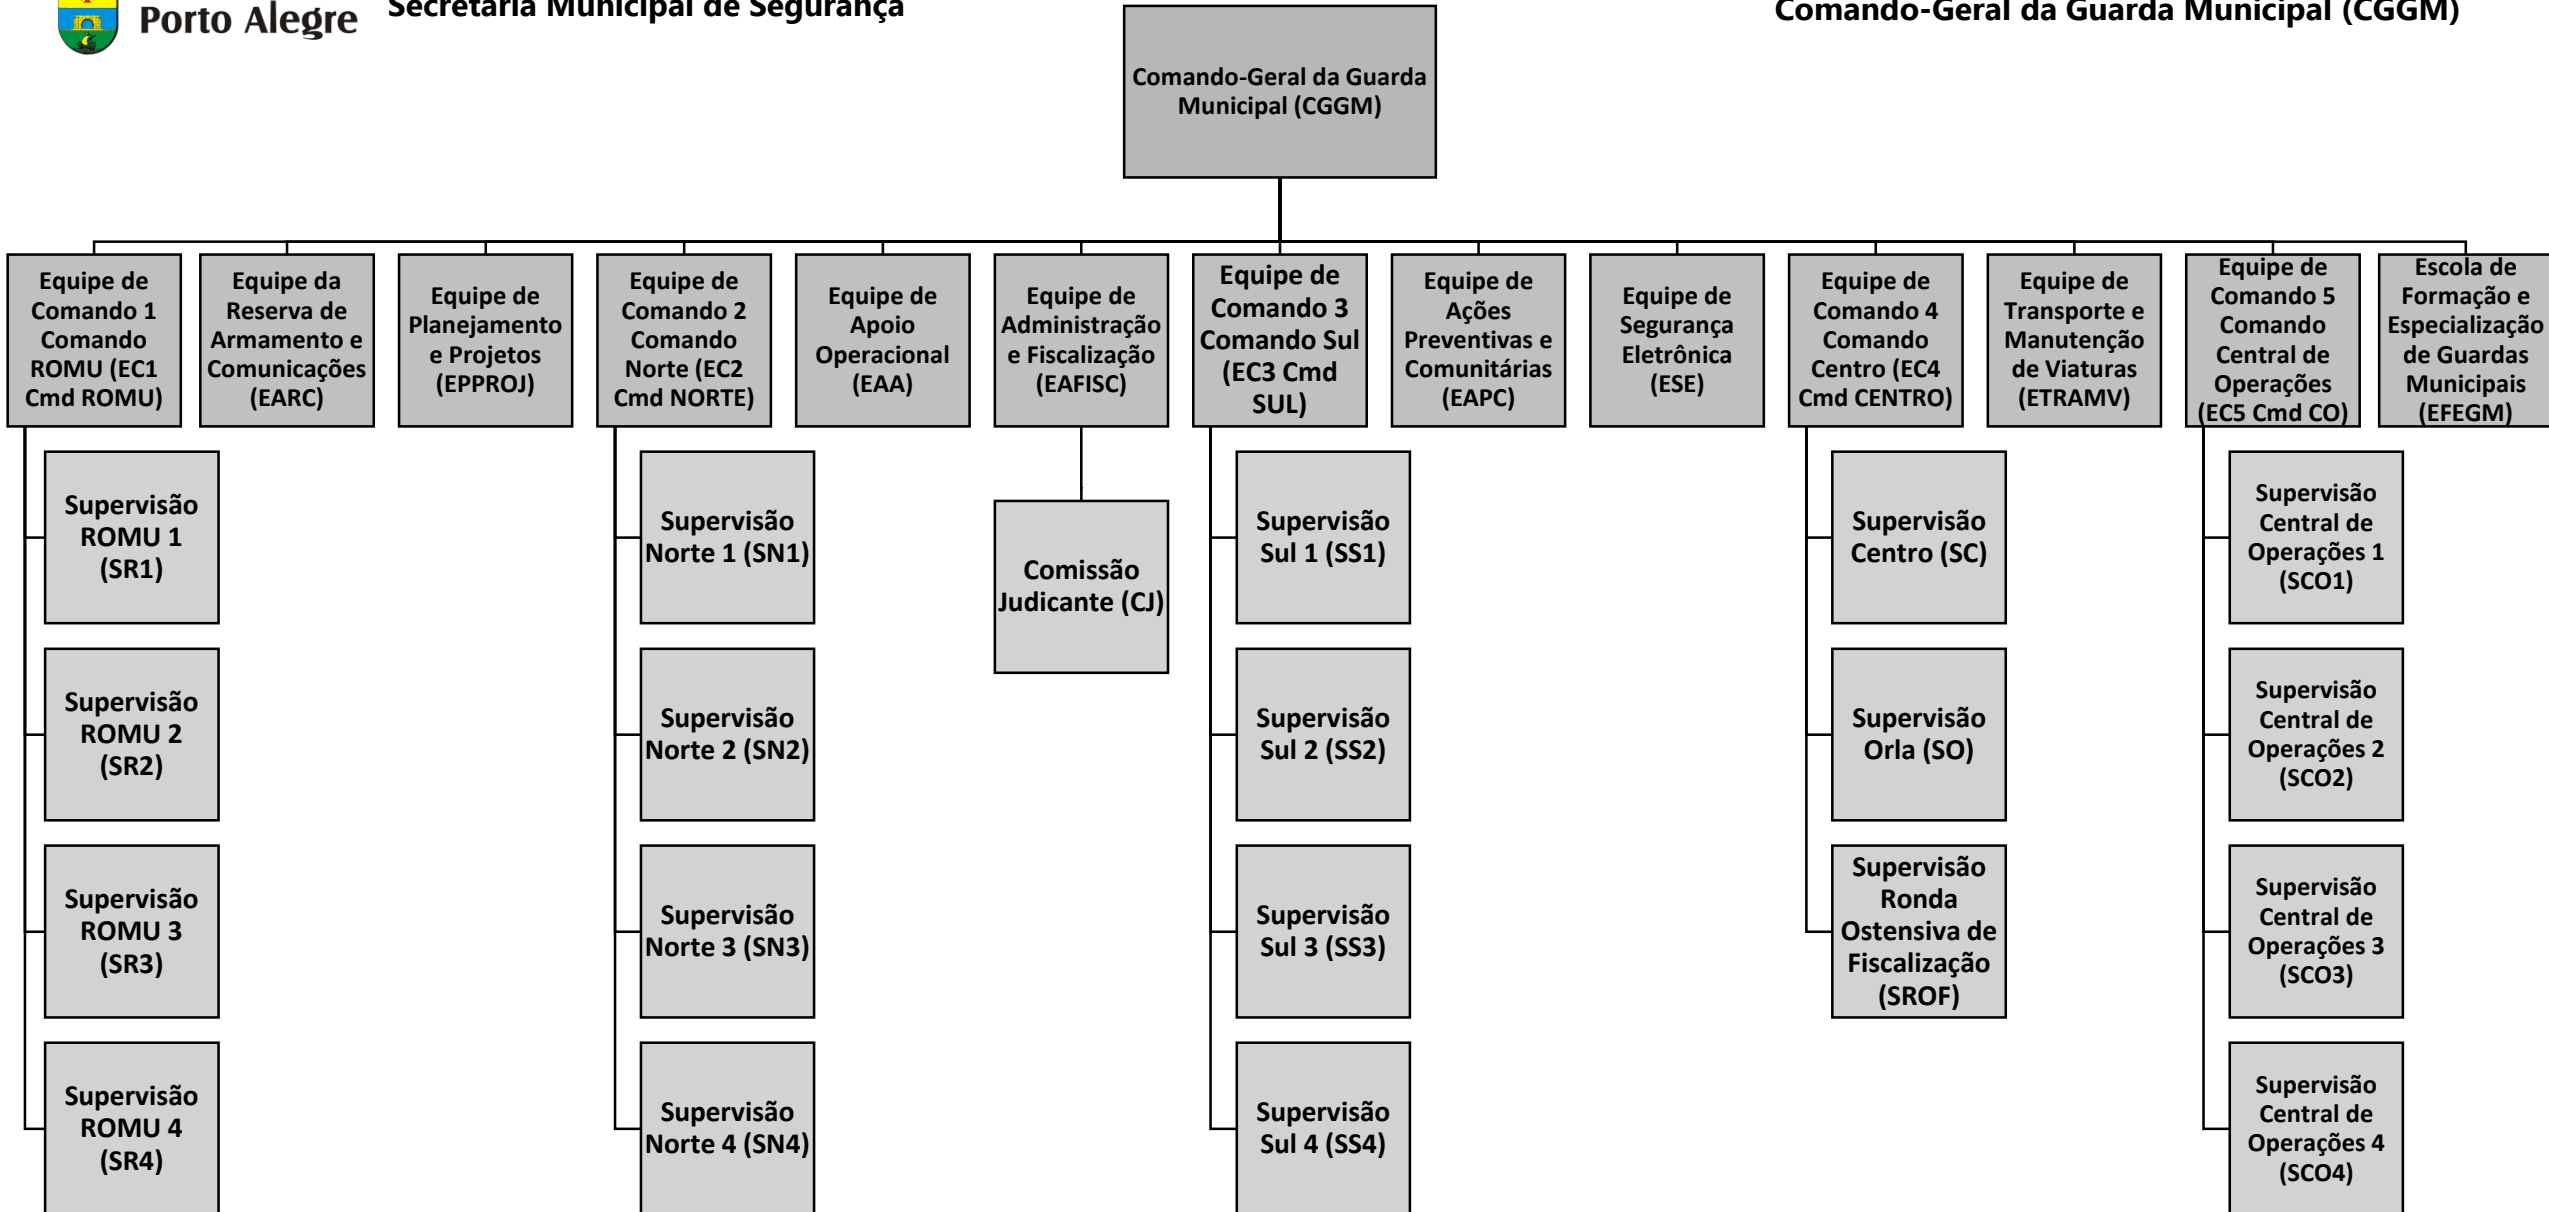 Porto Alegre
Secretaria Municipal de Segurança
Comando-Geral da Guarda Municipal (CGGM)
Comando-Geral da Guarda
Municipal (CGGM)
Equipe de
Comando 1
Comando
ROMU (EC1
Cmd ROMU)
Equipe da
Reserva de
Armamento e
Comunicações
(EARC)
Equipe de
Planejamento
e Projetos
(EPPROJ)
Equipe de
Comando 2
Comando
Norte (EC2
Cmd NORTE)
Equipe de
Apoio
Operacional
(EAA)
Equipe de
Administração
e Fiscalização
(EAFISC)
Equipe de
Comando 3
Comando Sul
(EC3 Cmd
SUL)
Equipe de
Ações
Preventivas e
Comunitárias
(EAPC)
Equipe de
Segurança
Eletrônica
(ESE)
Equipe de
Comando 4
Comando
Centro (EC4
Cmd CENTRO)
Equipe de
Transporte e
Manutenção
de Viaturas
(ETRAMV)
Equipe de
Comando 5
Comando
Central de
Operações
(EC5 Cmd CO)
Escola de
Formação e
Especialização
de Guardas
Municipais
(EFEGM)
Supervisão
ROMU 1
(SR1)
Supervisão
ROMU 2
(SR2)
Supervisão
ROMU 3
(SR3)
Supervisão
ROMU 4
(SR4)
Supervisão
Norte 1 (SN1)
Supervisão
Norte 2 (SN2)
Supervisão
Norte 3 (SN3)
Supervisão
Norte 4 (SN4)
Comissão
Judicante (CJ)
Supervisão
Sul 1 (SS1)
Supervisão
Sul 2 (SS2)
Supervisão
Sul 3 (SS3)
Supervisão
Sul 4 (SS4)
Supervisão
Centro (SC)
Supervisão
Orla (SO)
Supervisão
Ronda
Ostensiva de
Fiscalização
(SROF)
Supervisão
Central de
Operações 1
(SCO1)
Supervisão
Central de
Operações 2
(SCO2)
Supervisão
Central de
Operações 3
(SCO3)
Supervisão
Central de
Operações 4
(SCO4)